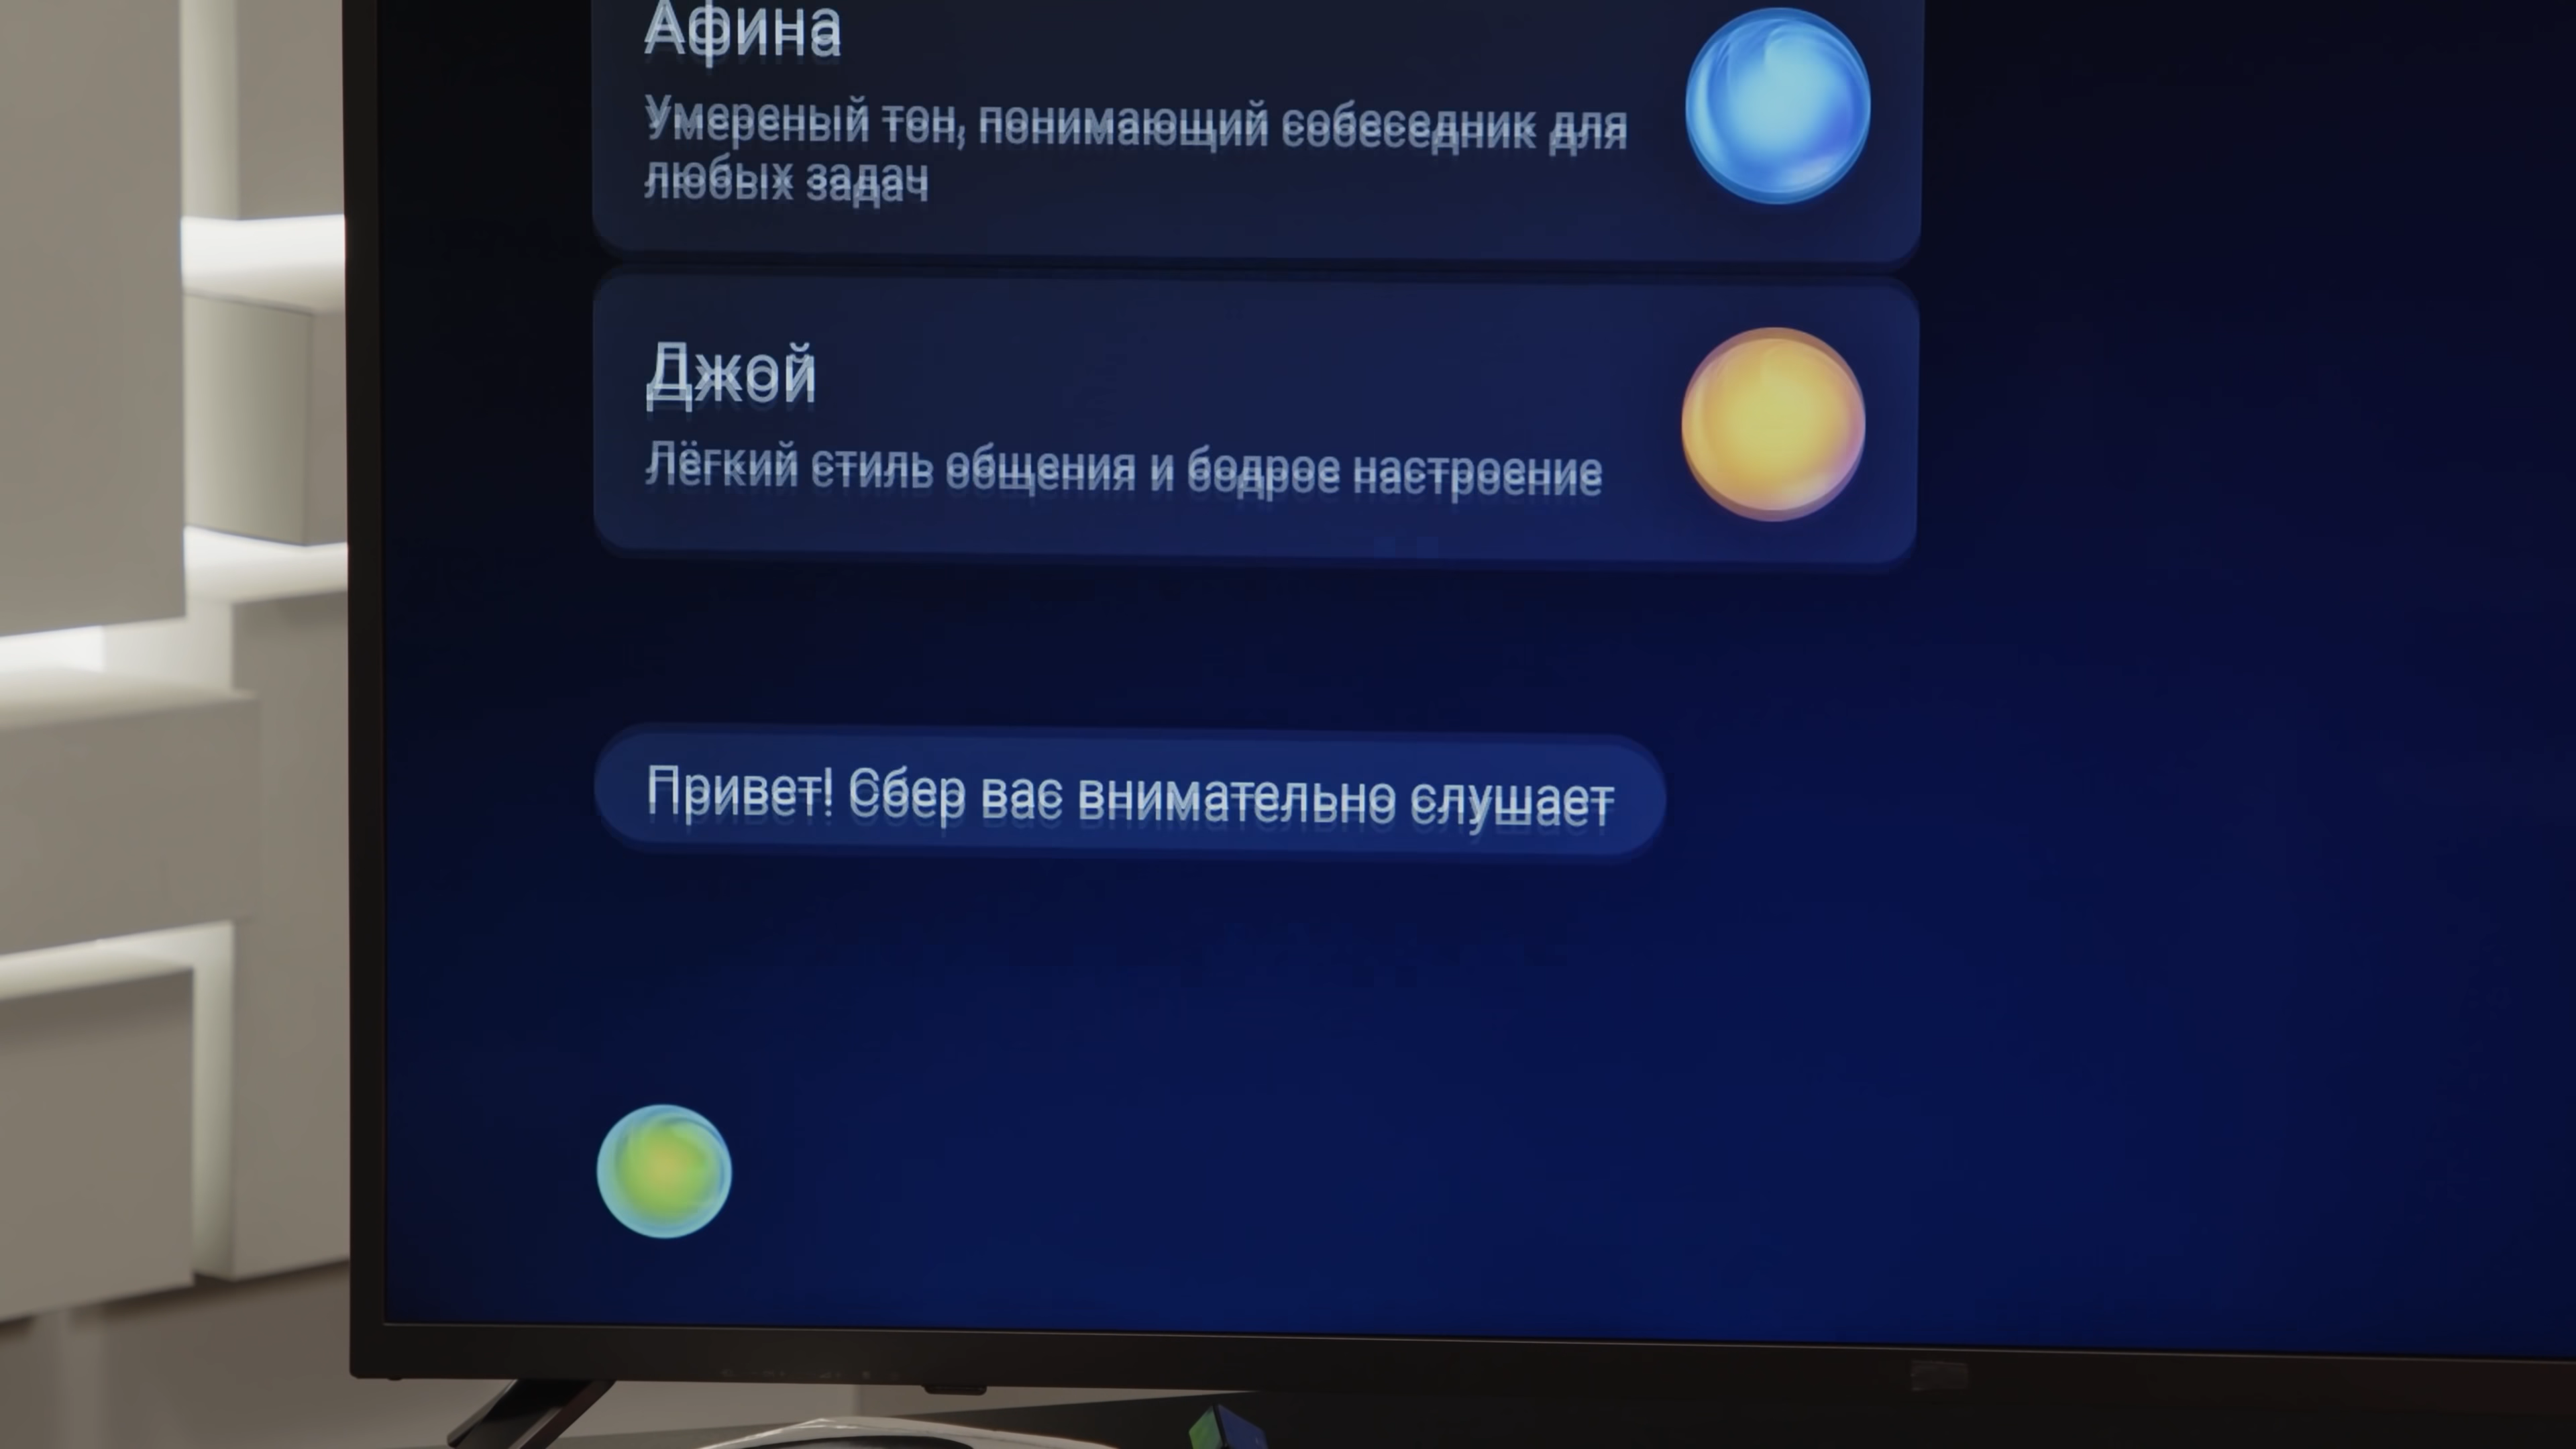 Афина
Умереный тон, понимающий собеседник для
любых задач
Джой
Лёгкий стиль общения и бодрое настроение
Привет! Сбер вас внимательно слушает